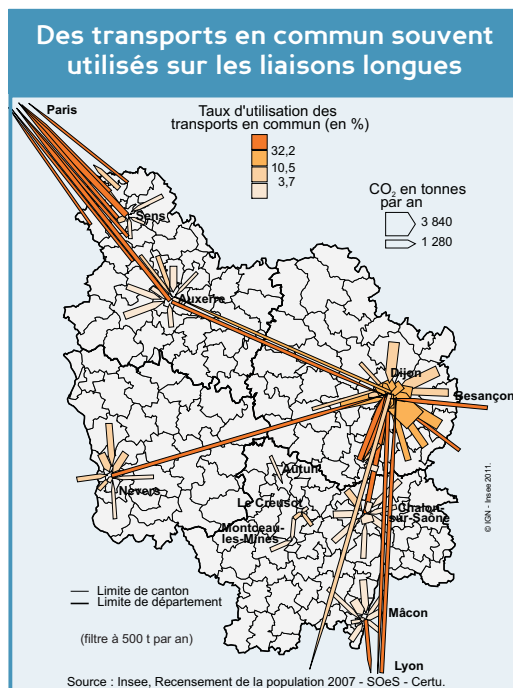 Des transports en commun souvent
utilisés sur les liaisons longues
Paris
Taux d'utilisation des
transports en commun (en %)
32,2
10,5
3,7
CO2 en tonnes
par an
3 840
1 280
Sens
Auxerre
Dijon
Besançon
Nevers
Autun
Le Creusot
Montceau-
les-Mines
Chalon-
sur-Saône
© IGN - Insee 2011.
Limite de canton
Limite de département
Mâcon
(filtre à 500 t par an)
Lyon
Source : Insee, Recensement de la population 2007 - SOeS - Certu.